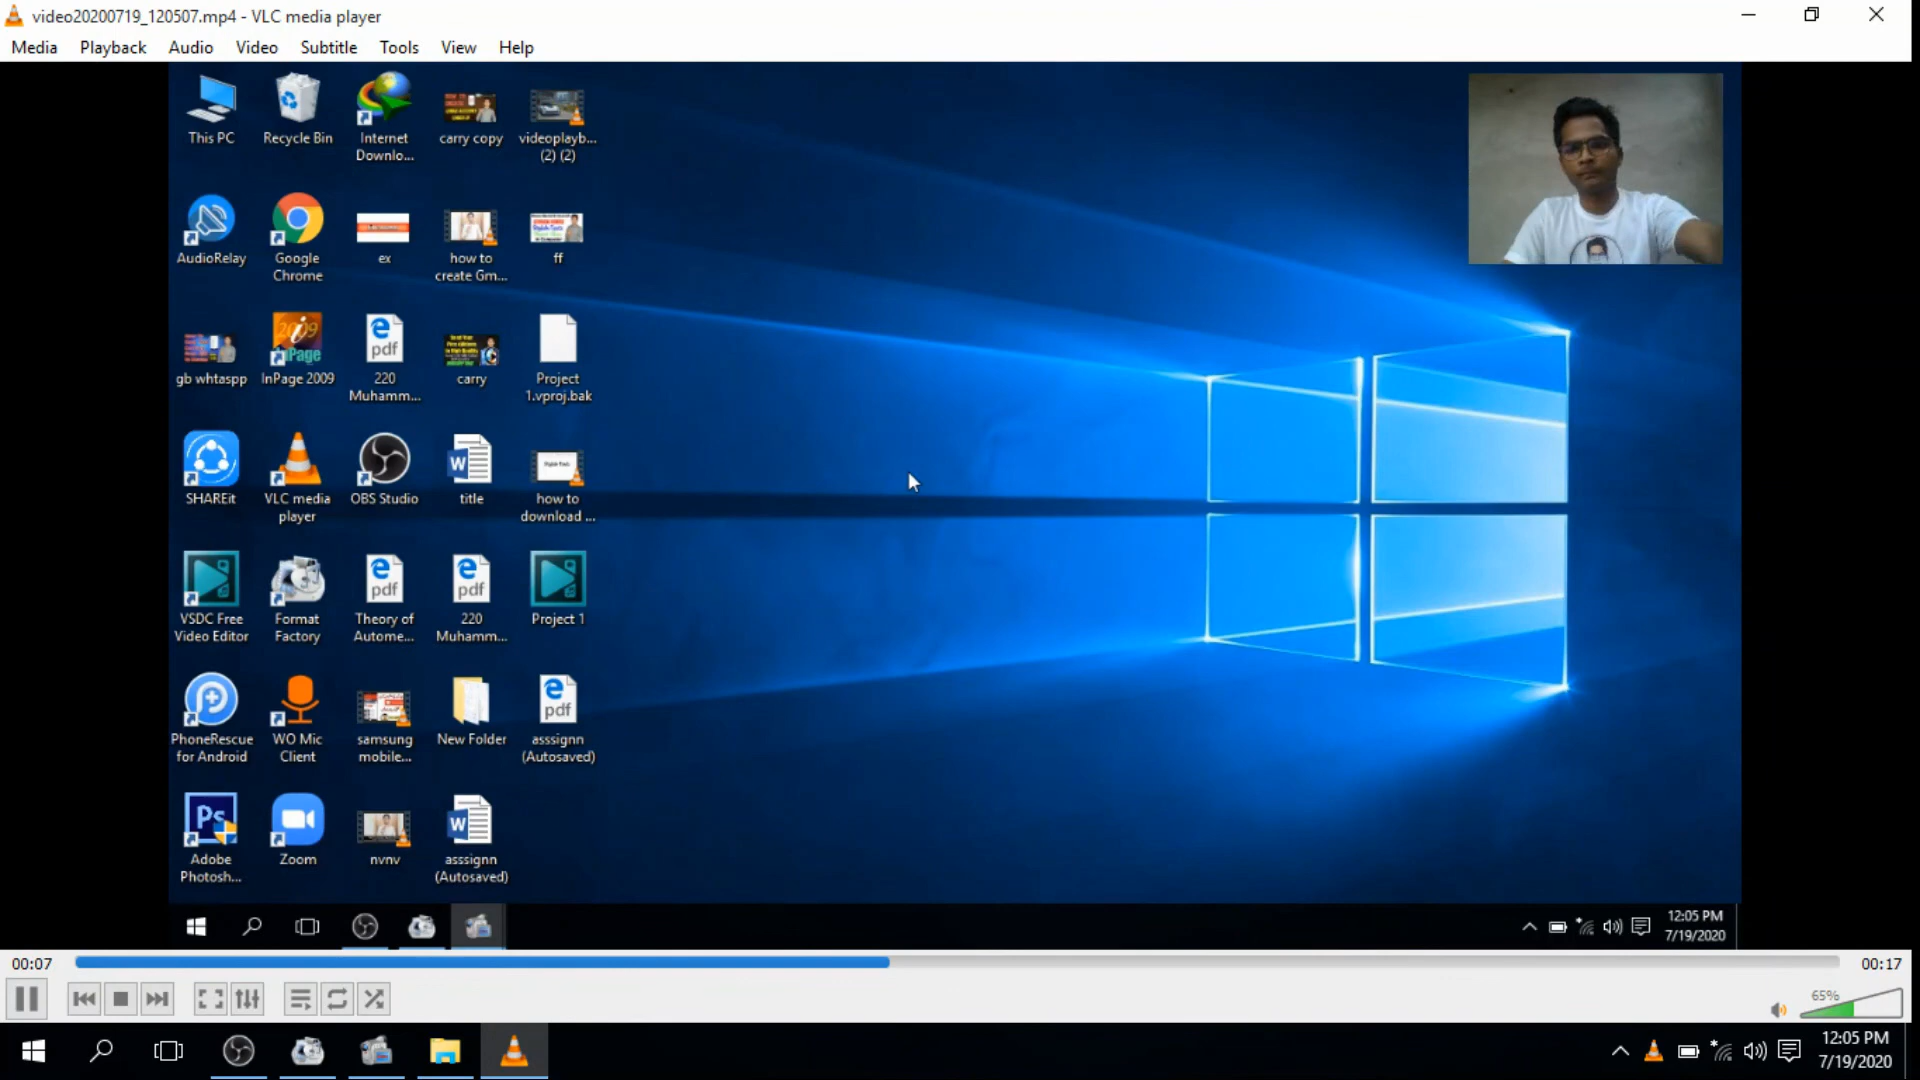 video20200719_120507.mp4 - VLC media player
Media Playback Audio Video Subtitle Tools View Help
This PC
Recycle Bin
Internet
Downlo...
carry copy
videoplayb...
(2) (2)
AudioRelay
Google
Chrome
ex
how to
create Gm...
ff
gb whtaspp
InPage 2009
220
Muhamm...
carry
Project
1.vproj.bak
SHAREit
VLC media
player
OBS Studio
title
how to
download ...
VSDC Free
Video Editor
Format
Factory
Theory of
Autome...
220
Muhamm...
Project 1
PhoneRescue
for Android
WO Mic
Client
samsung
mobile...
New Folder
asssignn
(Autosaved)
Adobe
Photosh...
Zoom
nvnv
asssignn
(Autosaved)
12:05 PM
7/19/2020
00:07
00:17
65%
12:05 PM
7/19/2020